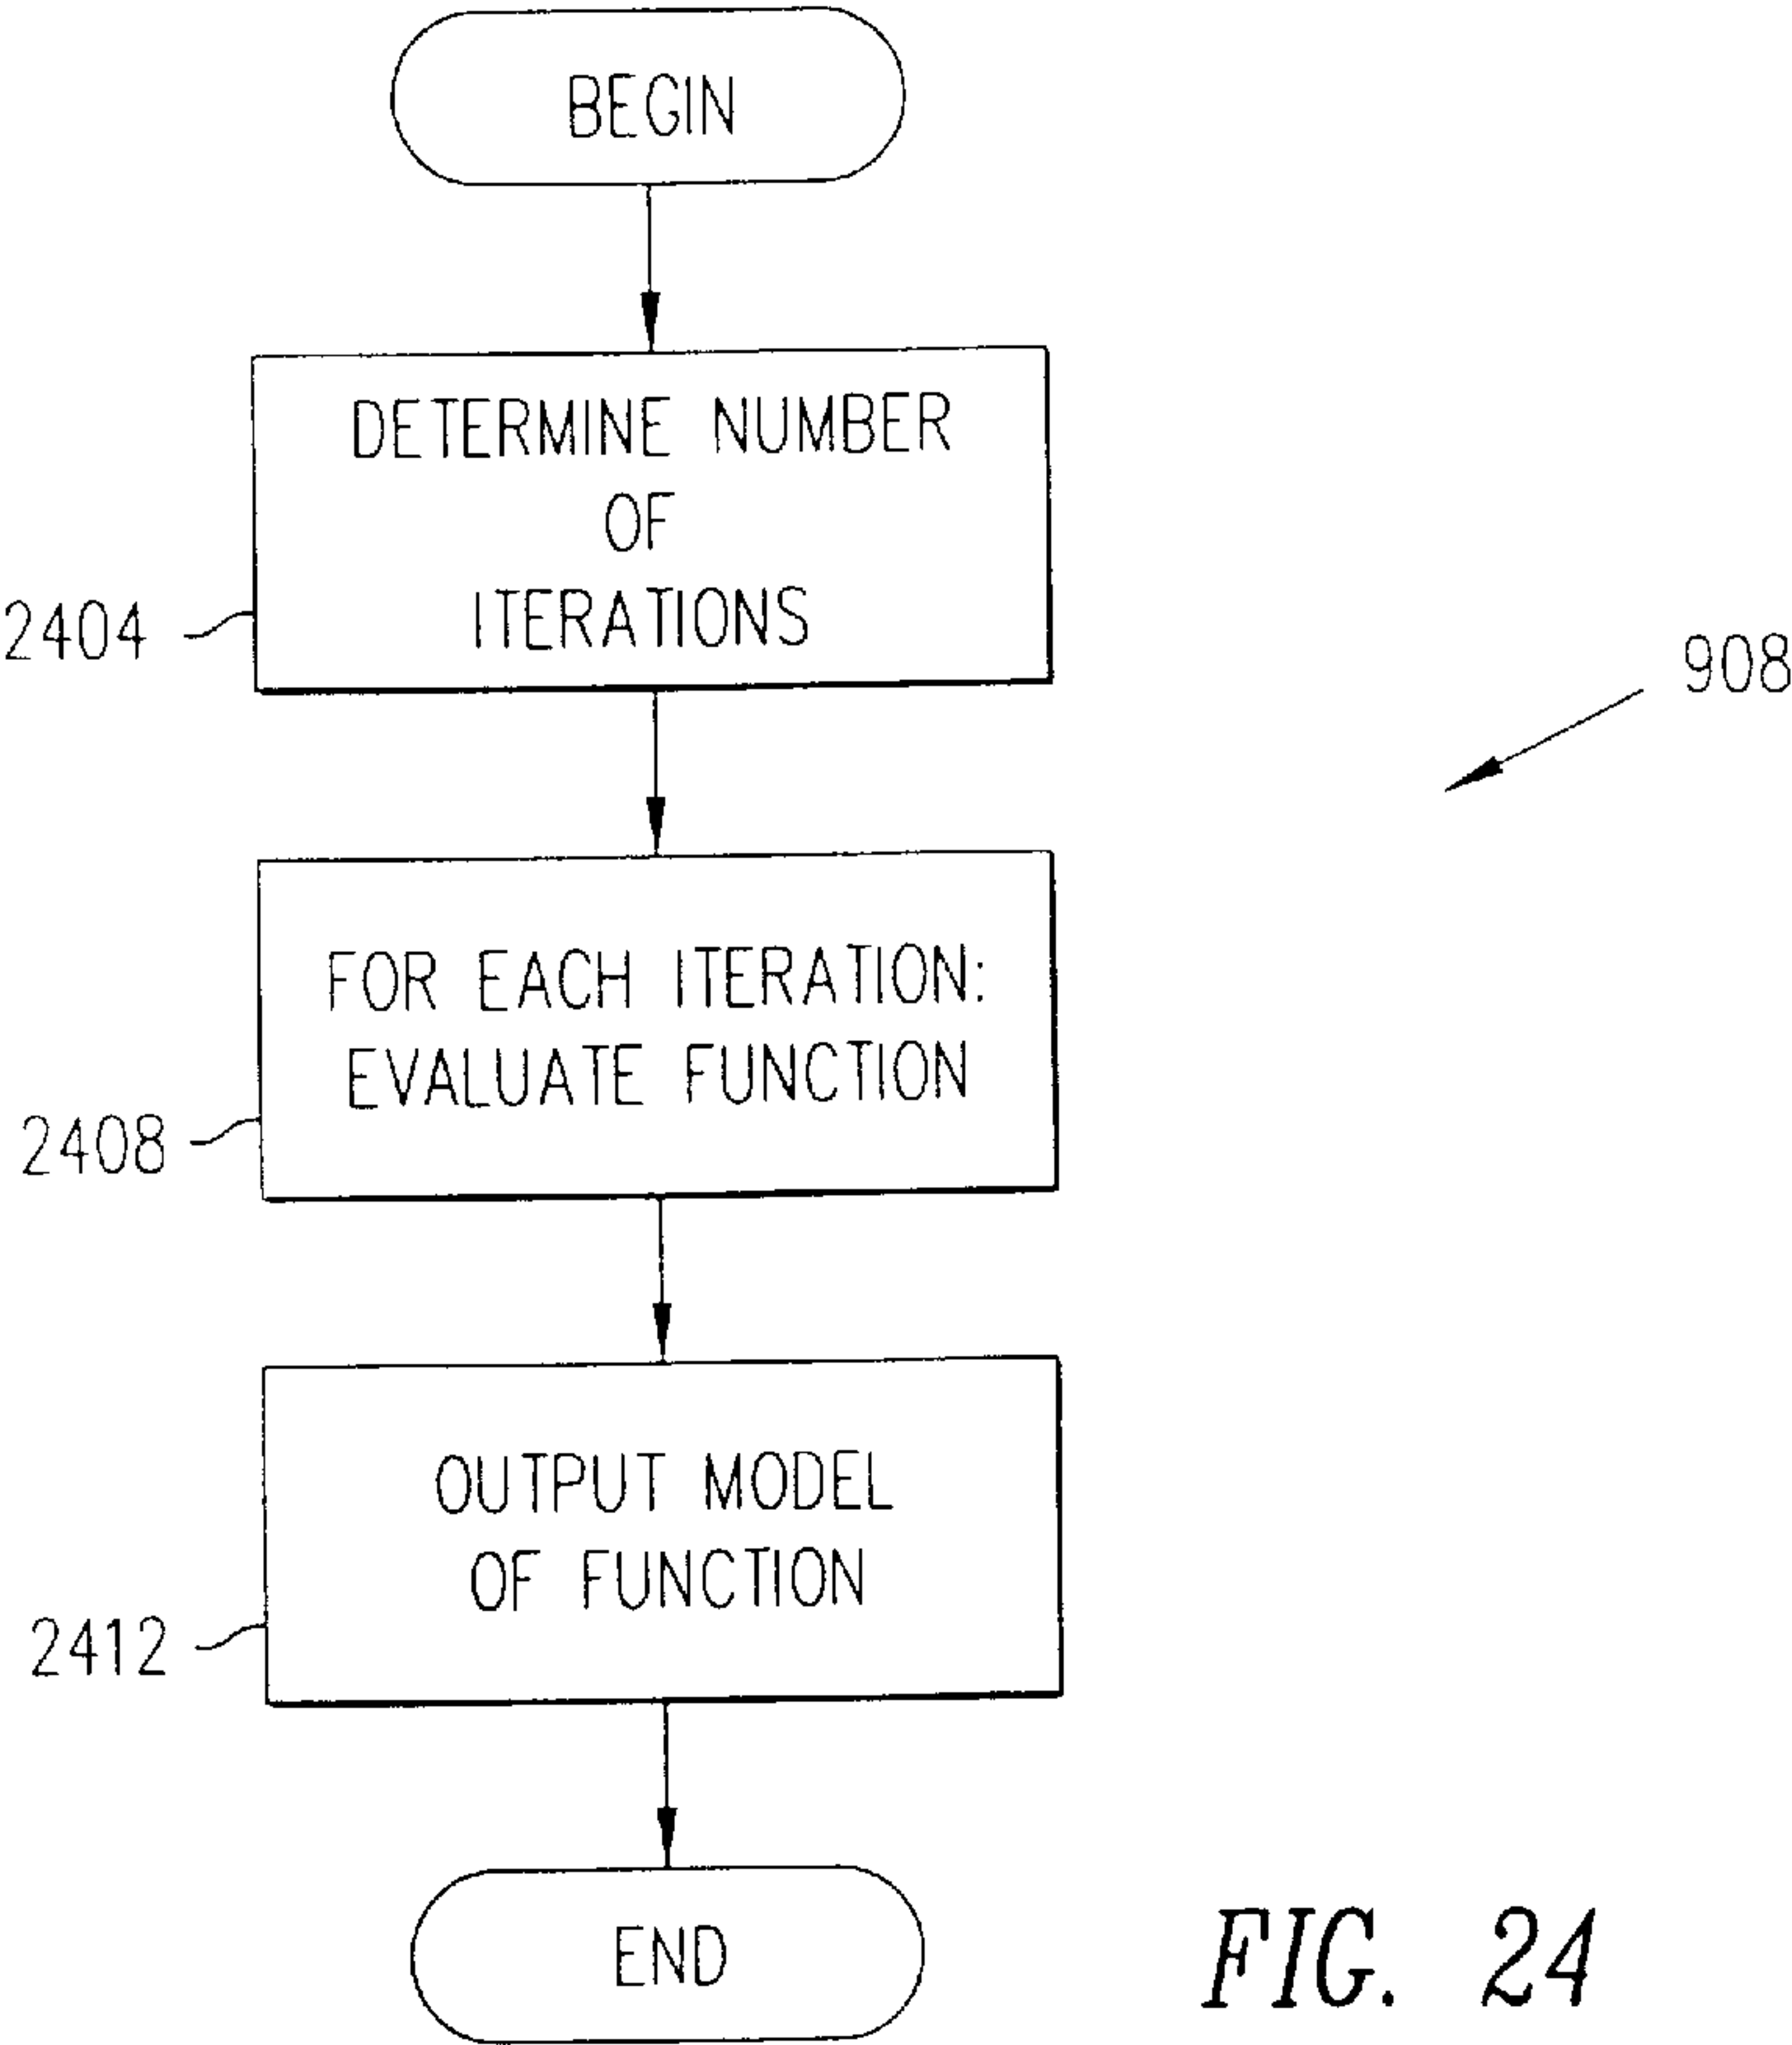 BEGIN
DETERMINE NUMBER
OF
ITERATIONS
2404
908
FOR EACH ITERATION:
EVALUATE FUNCTION
2408
OUTPUT MODEL
OF FUNCTION
2412
END
FIG. 24